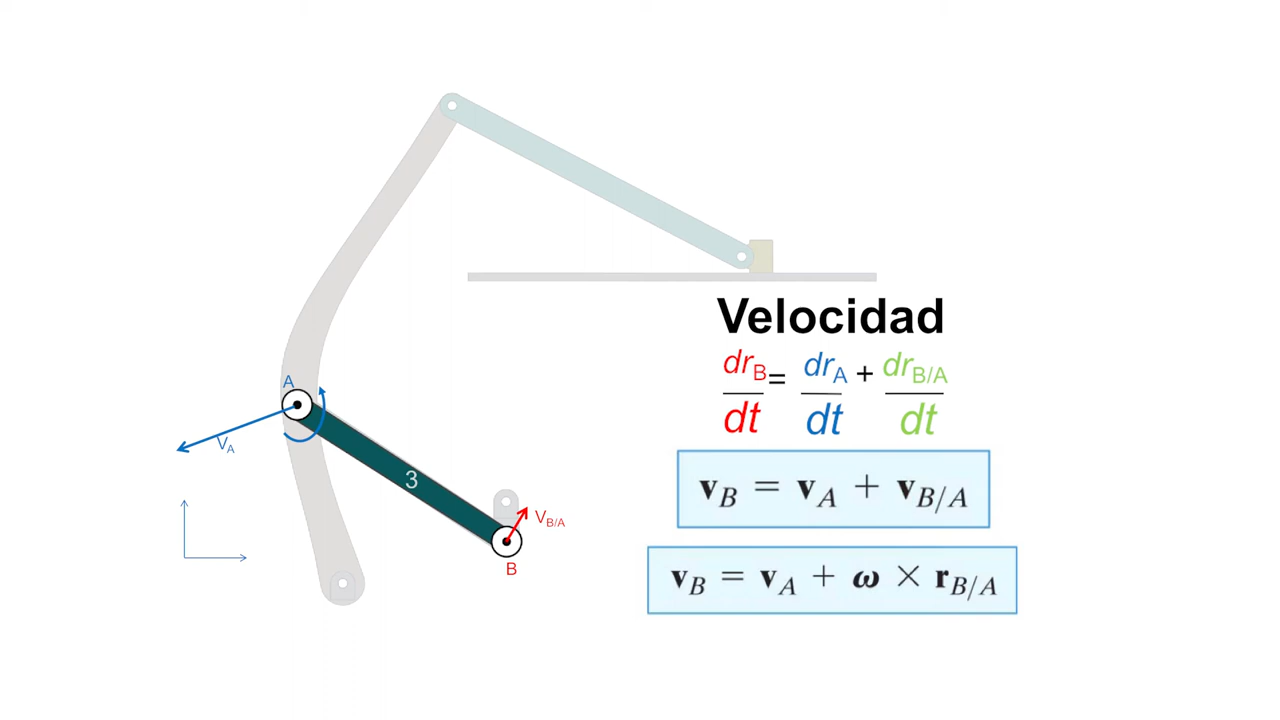 A
V_A
3
V_B/A
B
Velocidad
dr_B/dt = dr_A/dt + dr_B/A/dt
v_B = v_A + v_B/A
v_B = v_A + ω × r_B/A